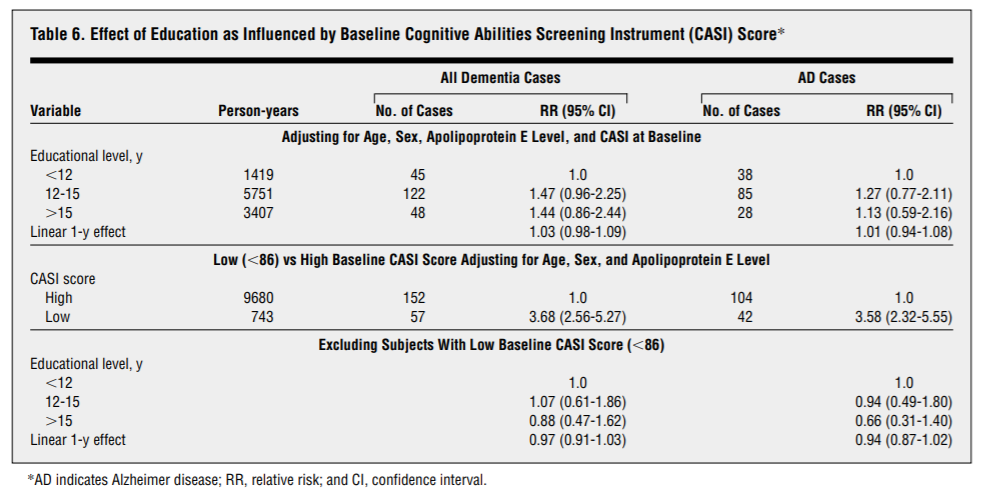 Table 6. Effect of Education as Influenced by Baseline Cognitive Abilities Screening Instrument (CASI) Score*
All Dementia Cases AD Cases
Variable Person-years No. of Cases RR (95% CI) No. of Cases RR (95% CI)
Adjusting for Age, Sex, Apolipoprotein E Level, and CASI at Baseline
Educational level, y
<12 1419 45 1.0 38 1.0
12-15 5751 122 1.47 (0.96-2.25) 85 1.27 (0.77-2.11)
>15 3407 48 1.44 (0.86-2.44) 28 1.13 (0.59-2.16)
Linear 1-y effect 1.03 (0.98-1.09) 1.01 (0.94-1.08)
Low (<86) vs High Baseline CASI Score Adjusting for Age, Sex, and Apolipoprotein E Level
CASI score
High 9680 152 1.0 104 1.0
Low 743 57 3.68 (2.56-5.27) 42 3.58 (2.32-5.55)
Excluding Subjects With Low Baseline CASI Score (<86)
Educational level, y
<12 1.0 1.0
12-15 1.07 (0.61-1.86) 0.94 (0.49-1.80)
>15 0.88 (0.47-1.62) 0.66 (0.31-1.40)
Linear 1-y effect 0.97 (0.91-1.03) 0.94 (0.87-1.02)
*AD indicates Alzheimer disease; RR, relative risk; and CI, confidence interval.